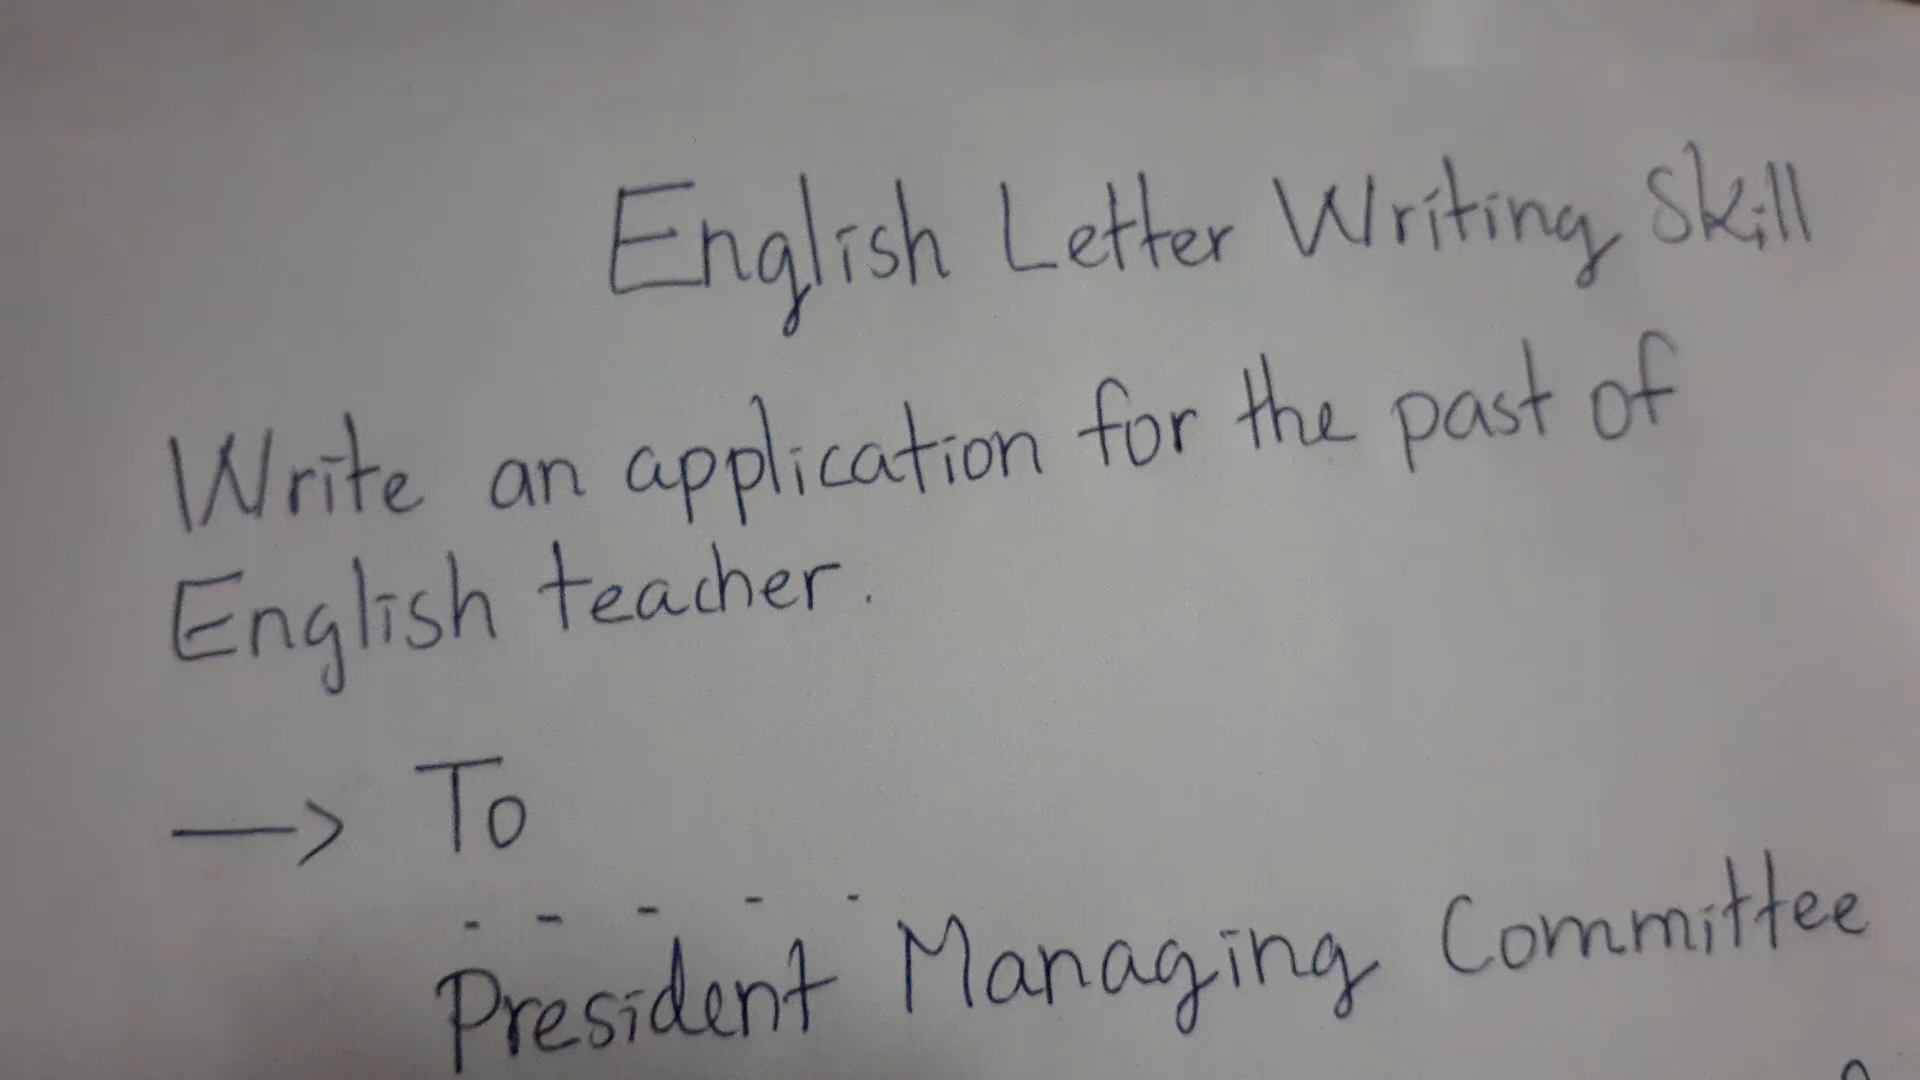 English Letter Writing Skill
Write an application for the past of
English teacher.
—> To
- - - - -
President Managing Committee